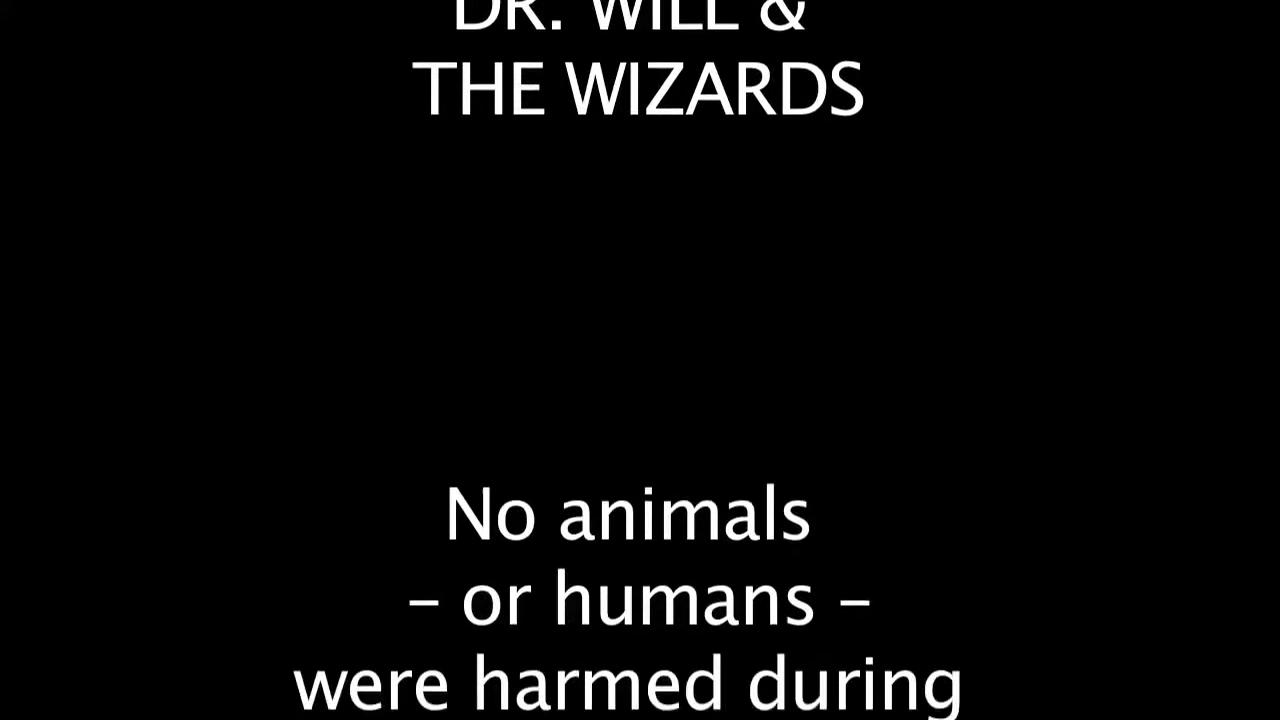 DR. WILL &
THE WIZARDS
No animals
– or humans –
were harmed during